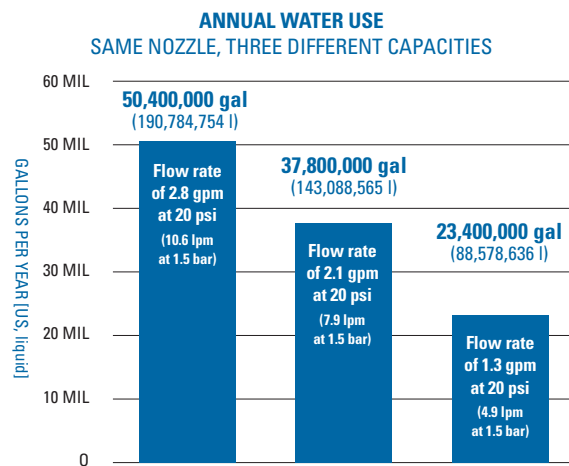 ANNUAL WATER USE
SAME NOZZLE, THREE DIFFERENT CAPACITIES
GALLONS PER YEAR [US, liquid]
60 MIL
50 MIL
40 MIL
30 MIL
20 MIL
10 MIL
0
50,400,000 gal
(190,784,754 l)
Flow rate
of 2.8 gpm
at 20 psi
(10.6 lpm
at 1.5 bar)
37,800,000 gal
(143,088,565 l)
Flow rate
of 2.1 gpm
at 20 psi
(7.9 lpm
at 1.5 bar)
23,400,000 gal
(88,578,636 l)
Flow rate
of 1.3 gpm
at 20 psi
(4.9 lpm
at 1.5 bar)